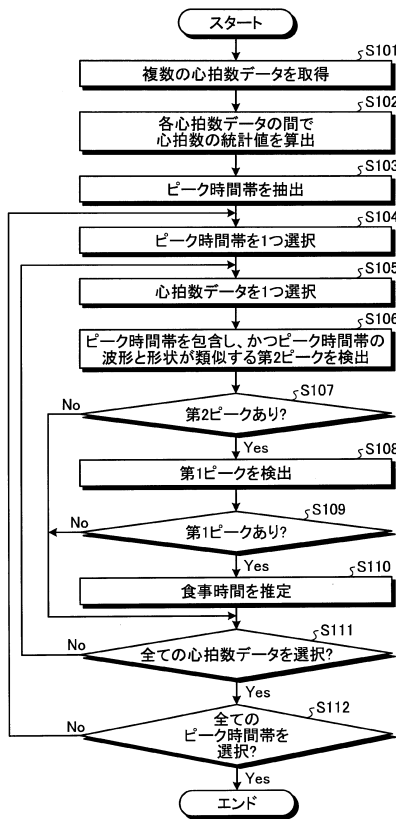 スタート
S101
複数の心拍数データを取得
S102
各心拍数データの間で
心拍数の統計値を算出
S103
ピーク時間帯を抽出
S104
ピーク時間帯を1つ選択
S105
心拍数データを1つ選択
S106
ピーク時間帯を包含し、かつピーク時間帯の
波形と形状が類似する第2ピークを検出
S107
No
第2ピークあり?
Yes
S108
第1ピークを検出
S109
No
第1ピークあり?
Yes
S110
食事時間を推定
S111
No
全ての心拍数データを選択?
Yes
S112
No
全ての
ピーク時間帯を
選択?
Yes
エンド